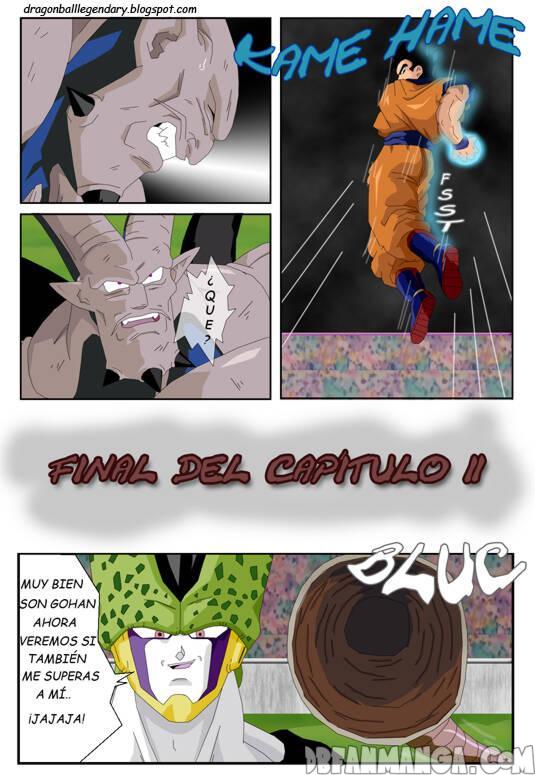 dragonballlegendary.blogspot.com
KAME HAME
FSST
¿QUE?
FINAL DEL CAPÍTULO 11
BLUC
MUY BIEN
SON GOHAN
AHORA
VEREMOS SI
TAMBIÉN
ME SUPERAS
A MÍ..
¡JAJAJA!
DBFANMANGA.COM